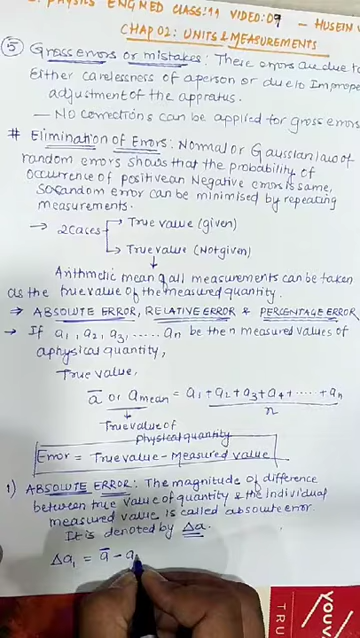 PHYSICS ENG MED CLASS:11 VIDEO:07 - HUSEIN
CHAP 02: UNITS & MEASUREMENTS
5 Gross errors or mistakes: These errors are due to
Either carelessness of a person or due to Improper
adjustment of the apparatus.
- No corrections can be applied for gross errors
# Elimination of Errors: Normal or Gaussian law of
random errors shows that the probability of
occurrence of positive an Negative error is same,
So random error can be minimised by repeating
measurements.
→ 2 cases → True value (given)
→ True value (Not given)
Arithmetic mean of all measurements can be taken
as the true value of the measured quantity.
⇒ ABSOLUTE ERROR, RELATIVE ERROR & PERCENTAGE ERROR
→ If a₁, a₂, a₃, ..... aₙ be the n measured values of
a physical quantity,
True value,
a̅ or a mean = a₁+a₂+a₃+a₄+.....+aₙ
n
True value of
physical quantity
Error = True value - Measured value
1) ABSOLUTE ERROR: The magnitude of difference
between true value of quantity & the individual
measured value is called absolute error.
It is denoted by Δa.
Δa₁ = a̅ - a
TRU
YOUV